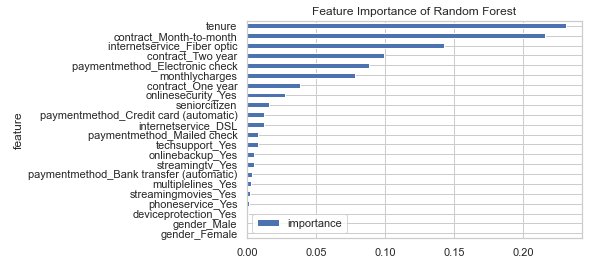 Feature Importance of Random Forest
feature
tenure
contract_Month-to-month
internetservice_Fiber optic
contract_Two year
paymentmethod_Electronic check
monthlycharges
contract_One year
onlinesecurity_Yes
seniorcitizen
paymentmethod_Credit card (automatic)
internetservice_DSL
paymentmethod_Mailed check
techsupport_Yes
onlinebackup_Yes
streamingtv_Yes
paymentmethod_Bank transfer (automatic)
multiplelines_Yes
streamingmovies_Yes
phoneservice_Yes
deviceprotection_Yes
gender_Male
gender_Female
importance
0.00 0.05 0.10 0.15 0.20